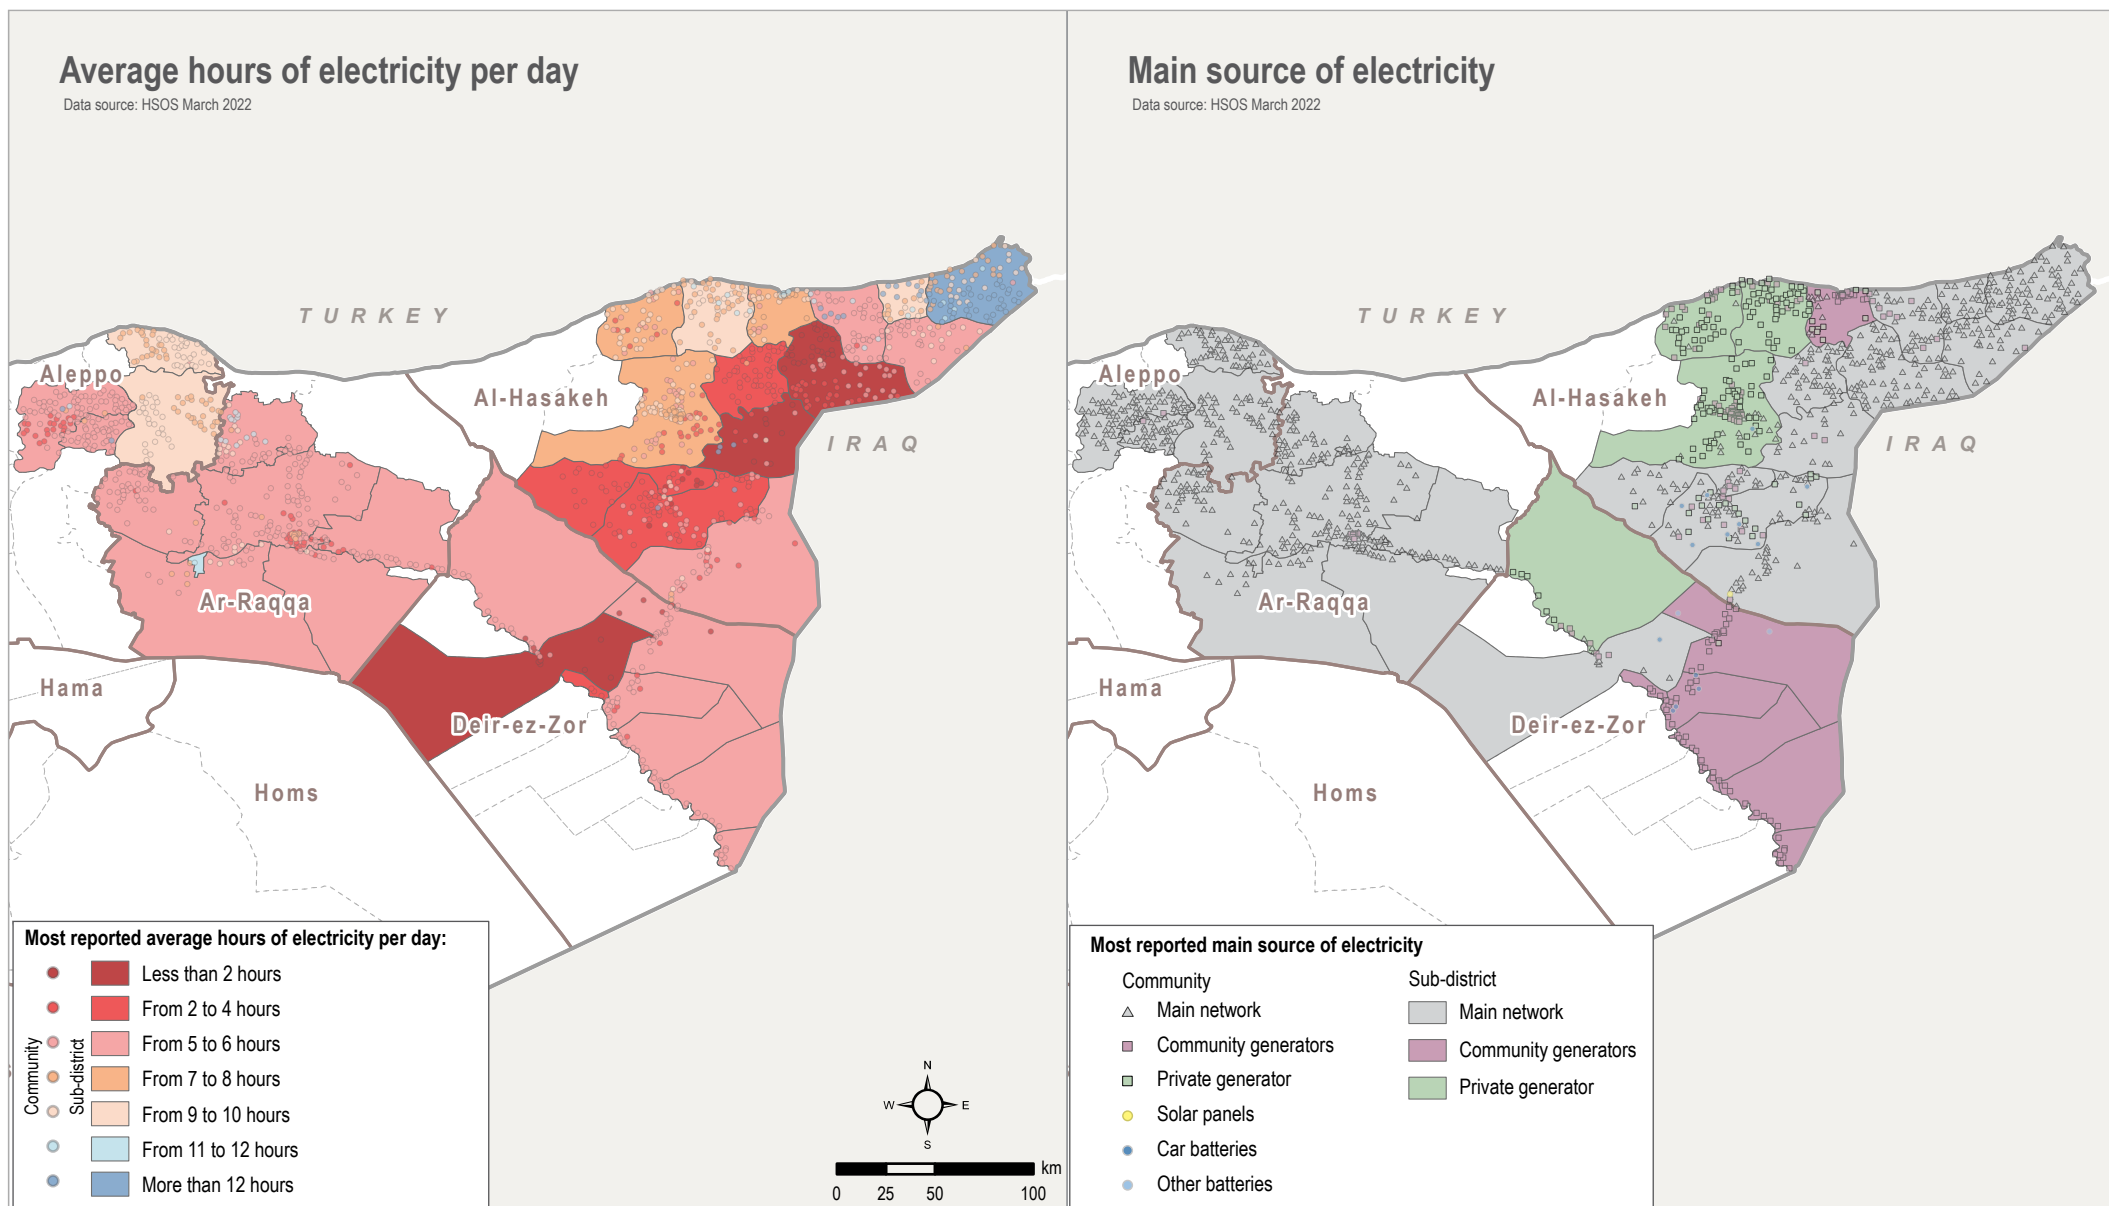 Average hours of electricity per day
Data source: HSOS March 2022
TURKEY
Aleppo
Al-Hasakeh
IRAQ
Ar-Raqqa
Hama
Deir-ez-Zor
Homs
Most reported average hours of electricity per day:
Community
Sub-district
Less than 2 hours
From 2 to 4 hours
From 5 to 6 hours
From 7 to 8 hours
From 9 to 10 hours
From 11 to 12 hours
More than 12 hours
N
W E
S
km
0 25 50 100
Main source of electricity
Data source: HSOS March 2022
TURKEY
Aleppo
Al-Hasakeh
IRAQ
Ar-Raqqa
Hama
Deir-ez-Zor
Homs
Most reported main source of electricity
Community
Main network
Community generators
Private generator
Solar panels
Car batteries
Other batteries
Sub-district
Main network
Community generators
Private generator